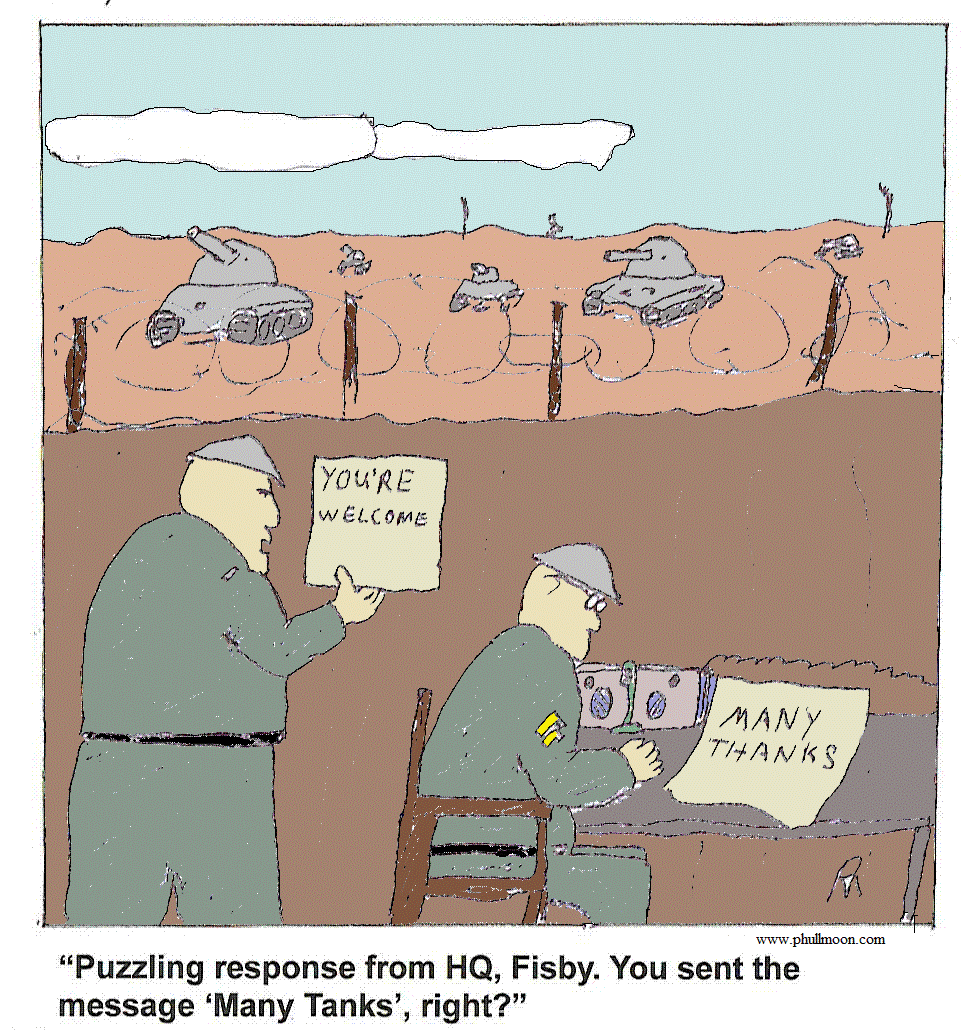 YOU'RE
WELCOME
MANY
THANKS
www.phullmoon.com
“Puzzling response from HQ, Fisby. You sent the
message ‘Many Tanks’, right?”